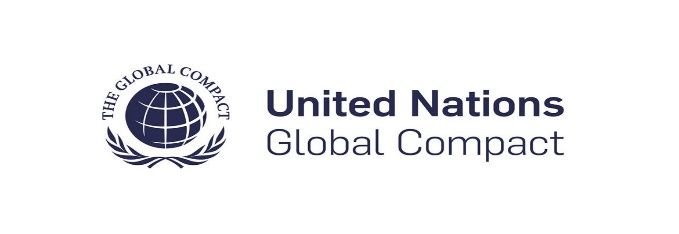 THE GLOBAL COMPACT
United Nations
Global Compact